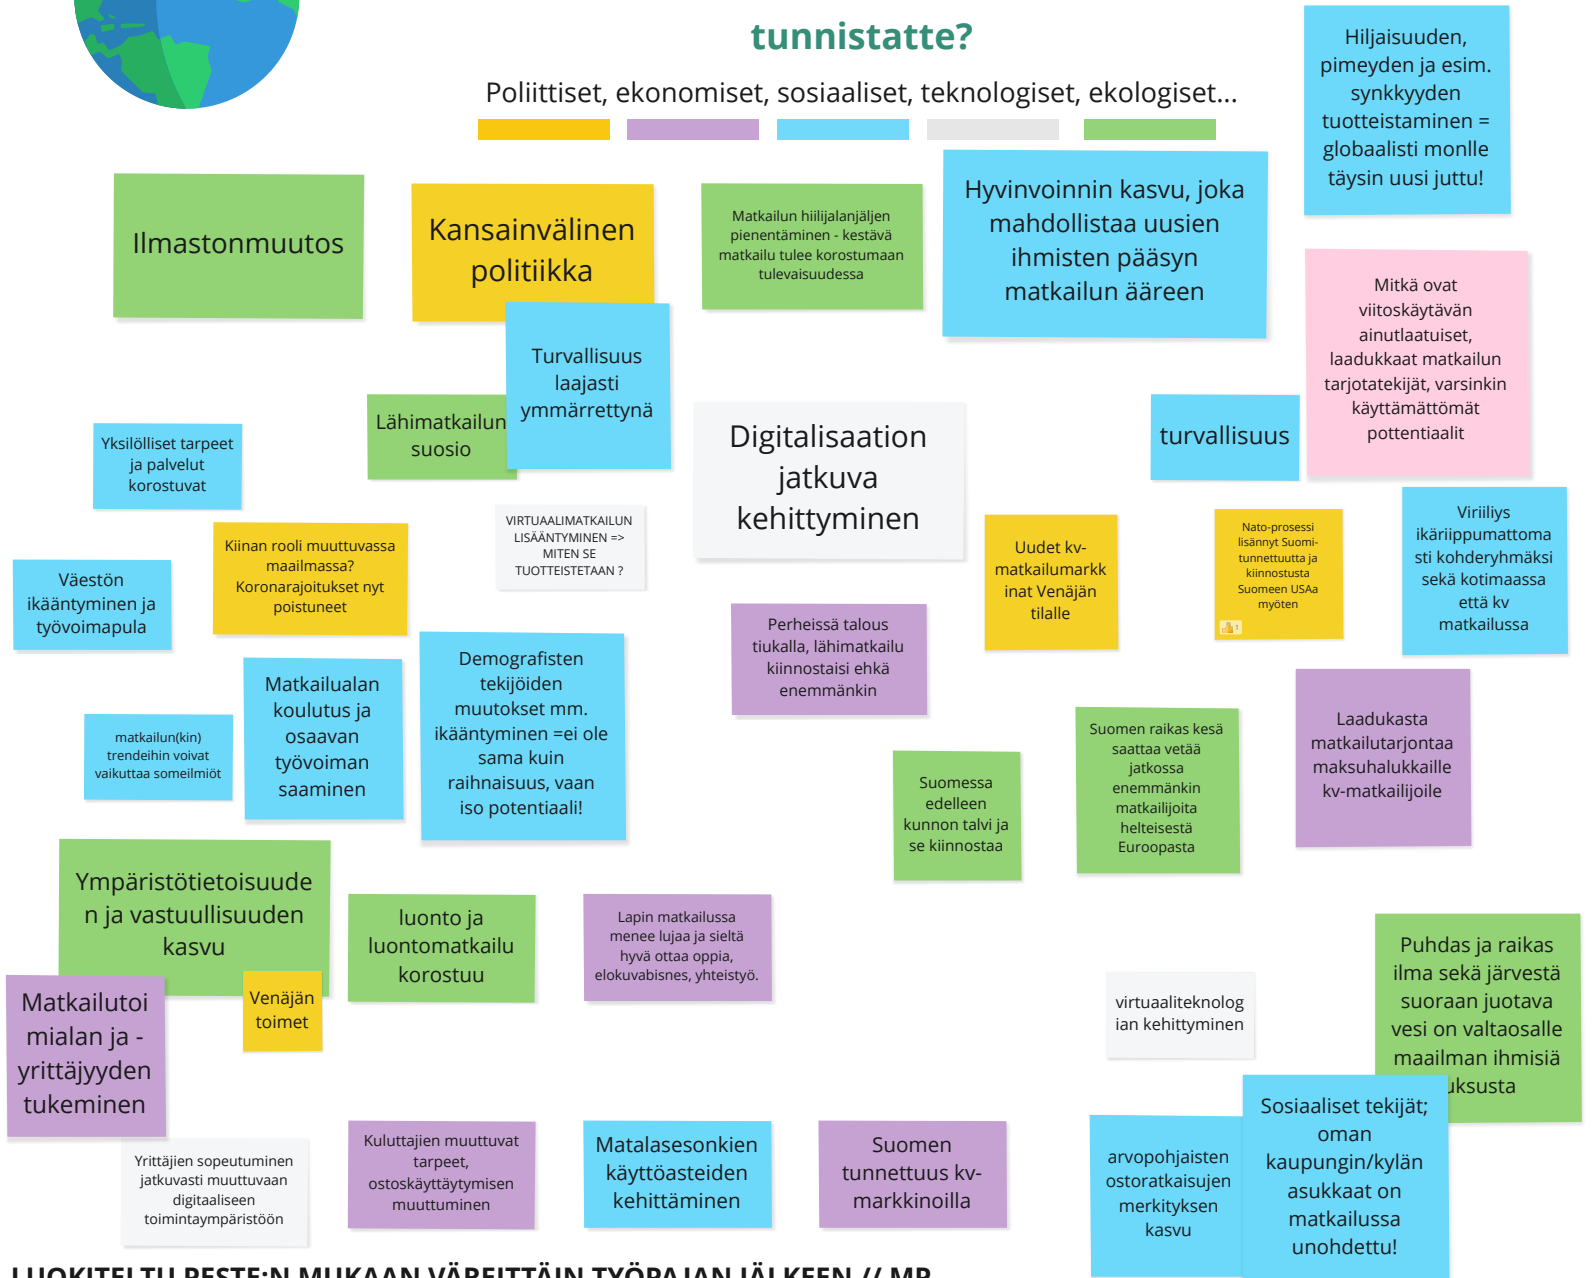 tunnistatte?
Poliittiset, ekonomiset, sosiaaliset, teknologiset, ekologiset...
Hiljaisuuden,
pimeyden ja esim.
synkkyyden
tuotteistaminen =
globaalisti monlle
täysin uusi juttu!
Ilmastonmuutos
Kansainvälinen
politiikka
Matkailun hiilijalanjäljen
pienentäminen - kestävä
matkailu tulee korostumaan
tulevaisuudessa
Hyvinvoinnin kasvu, joka
mahdollistaa uusien
ihmisten pääsyn
matkailun ääreen
Mitkä ovat
viitoskäytävän
ainutlaatuiset,
laadukkaat matkailun
tarjotatekijät, varsinkin
käyttämättömät
pottentiaalit
Turvallisuus
laajasti
ymmärrettynä
Lähimatkailun
suosio
Yksilölliset tarpeet
ja palvelut
korostuvat
Digitalisaation
jatkuva
kehittyminen
turvallisuus
Kiinan rooli muuttuvassa
maailmassa?
Koronarajoitukset nyt
poistuneet
VIRTUAALIMATKAILUN
LISÄÄNTYMINEN =>
MITEN SE
TUOTTEISTETAAN ?
Uudet kv-
matkailumarkk
inat Venäjän
tilalle
Nato-prosessi
lisännyt Suomi-
tunnettuutta ja
kiinnostusta
Suomeen USAa
myöten
1
Viriiliys
ikäriippumattoma
sti kohderyhmäksi
sekä kotimaassa
että kv
matkailussa
Väestön
ikääntyminen ja
työvoimapula
Perheissä talous
tiukalla, lähimatkailu
kiinnostaisi ehkä
enemmänkin
Matkailualan
koulutus ja
osaavan
työvoiman
saaminen
Demografisten
tekijöiden
muutokset mm.
ikääntyminen =ei ole
sama kuin
raihnaisuus, vaan
iso potentiaali!
matkailun(kin)
trendeihin voivat
vaikuttaa someilmiöt
Suomessa
edelleen
kunnon talvi ja
se kiinnostaa
Suomen raikas kesä
saattaa vetää
jatkossa
enemmänkin
matkailijoita
helteisestä
Euroopasta
Laadukasta
matkailutarjontaa
maksuhalukkaille
kv-matkailijoile
Ympäristötietoisuude
n ja vastuullisuuden
kasvu
luonto ja
luontomatkailu
korostuu
Lapin matkailussa
menee lujaa ja sieltä
hyvä ottaa oppia,
elokuvabisnes, yhteistyö.
Puhdas ja raikas
ilma sekä järvestä
suoraan juotava
vesi on valtaosalle
maailman ihmisiä
uksusta
Matkailutoi
mialan ja -
yrittäjyyden
tukeminen
Venäjän
toimet
virtuaaliteknolog
ian kehittyminen
Yrittäjien sopeutuminen
jatkuvasti muuttuvaan
digitaaliseen
toimintaympäristöön
Kuluttajien muuttuvat
tarpeet,
ostoskäyttäytymisen
muuttuminen
Matalasesonkien
käyttöasteiden
kehittäminen
Suomen
tunnettuus kv-
markkinoilla
arvopohjaisten
ostoratkaisujen
merkityksen
kasvu
Sosiaaliset tekijät;
oman
kaupungin/kylän
asukkaat on
matkailussa
unohdettu!
LUOKITELTU PESTE:N MUKAAN VÄREITTÄIN TYÖPAJAN JÄLKEEN // MP